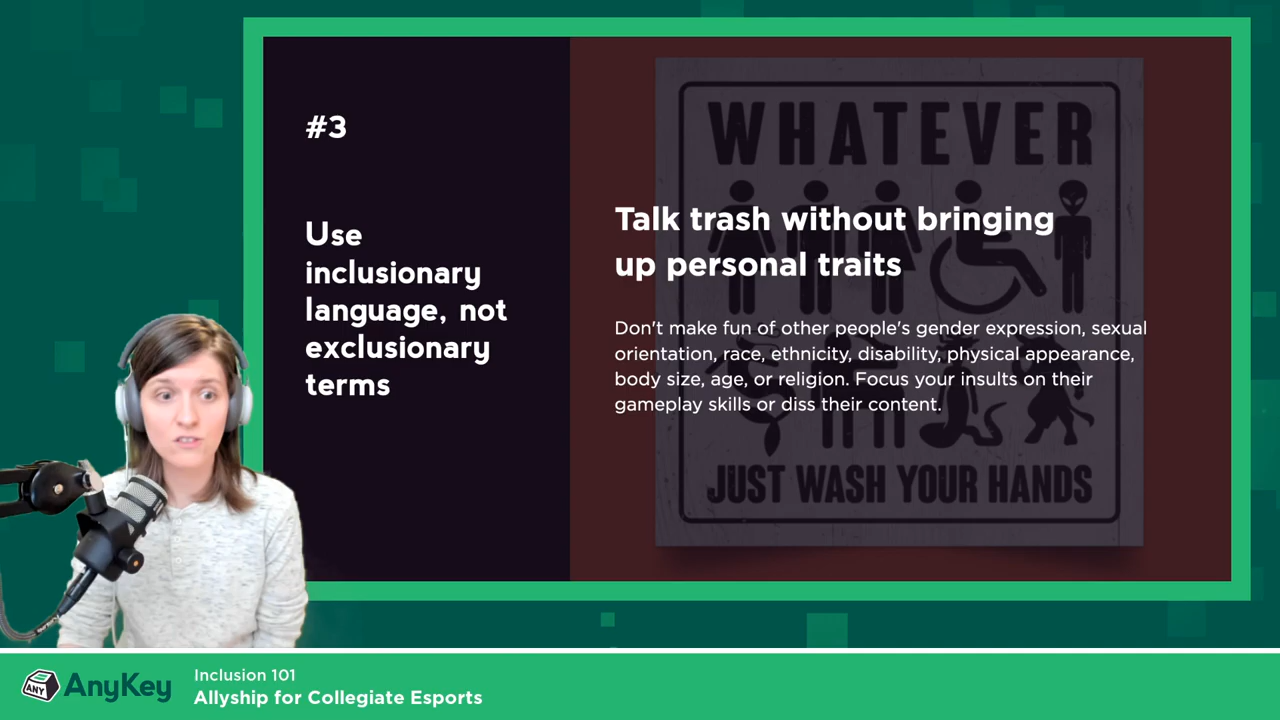 #3
Use
inclusionary
language, not
exclusionary
terms
WHATEVER
Talk trash without bringing
up personal traits
Don't make fun of other people's gender expression, sexual
orientation, race, ethnicity, disability, physical appearance,
body size, age, or religion. Focus your insults on their
gameplay skills or diss their content.
JUST WASH YOUR HANDS
ANY
AnyKey
Inclusion 101
Allyship for Collegiate Esports